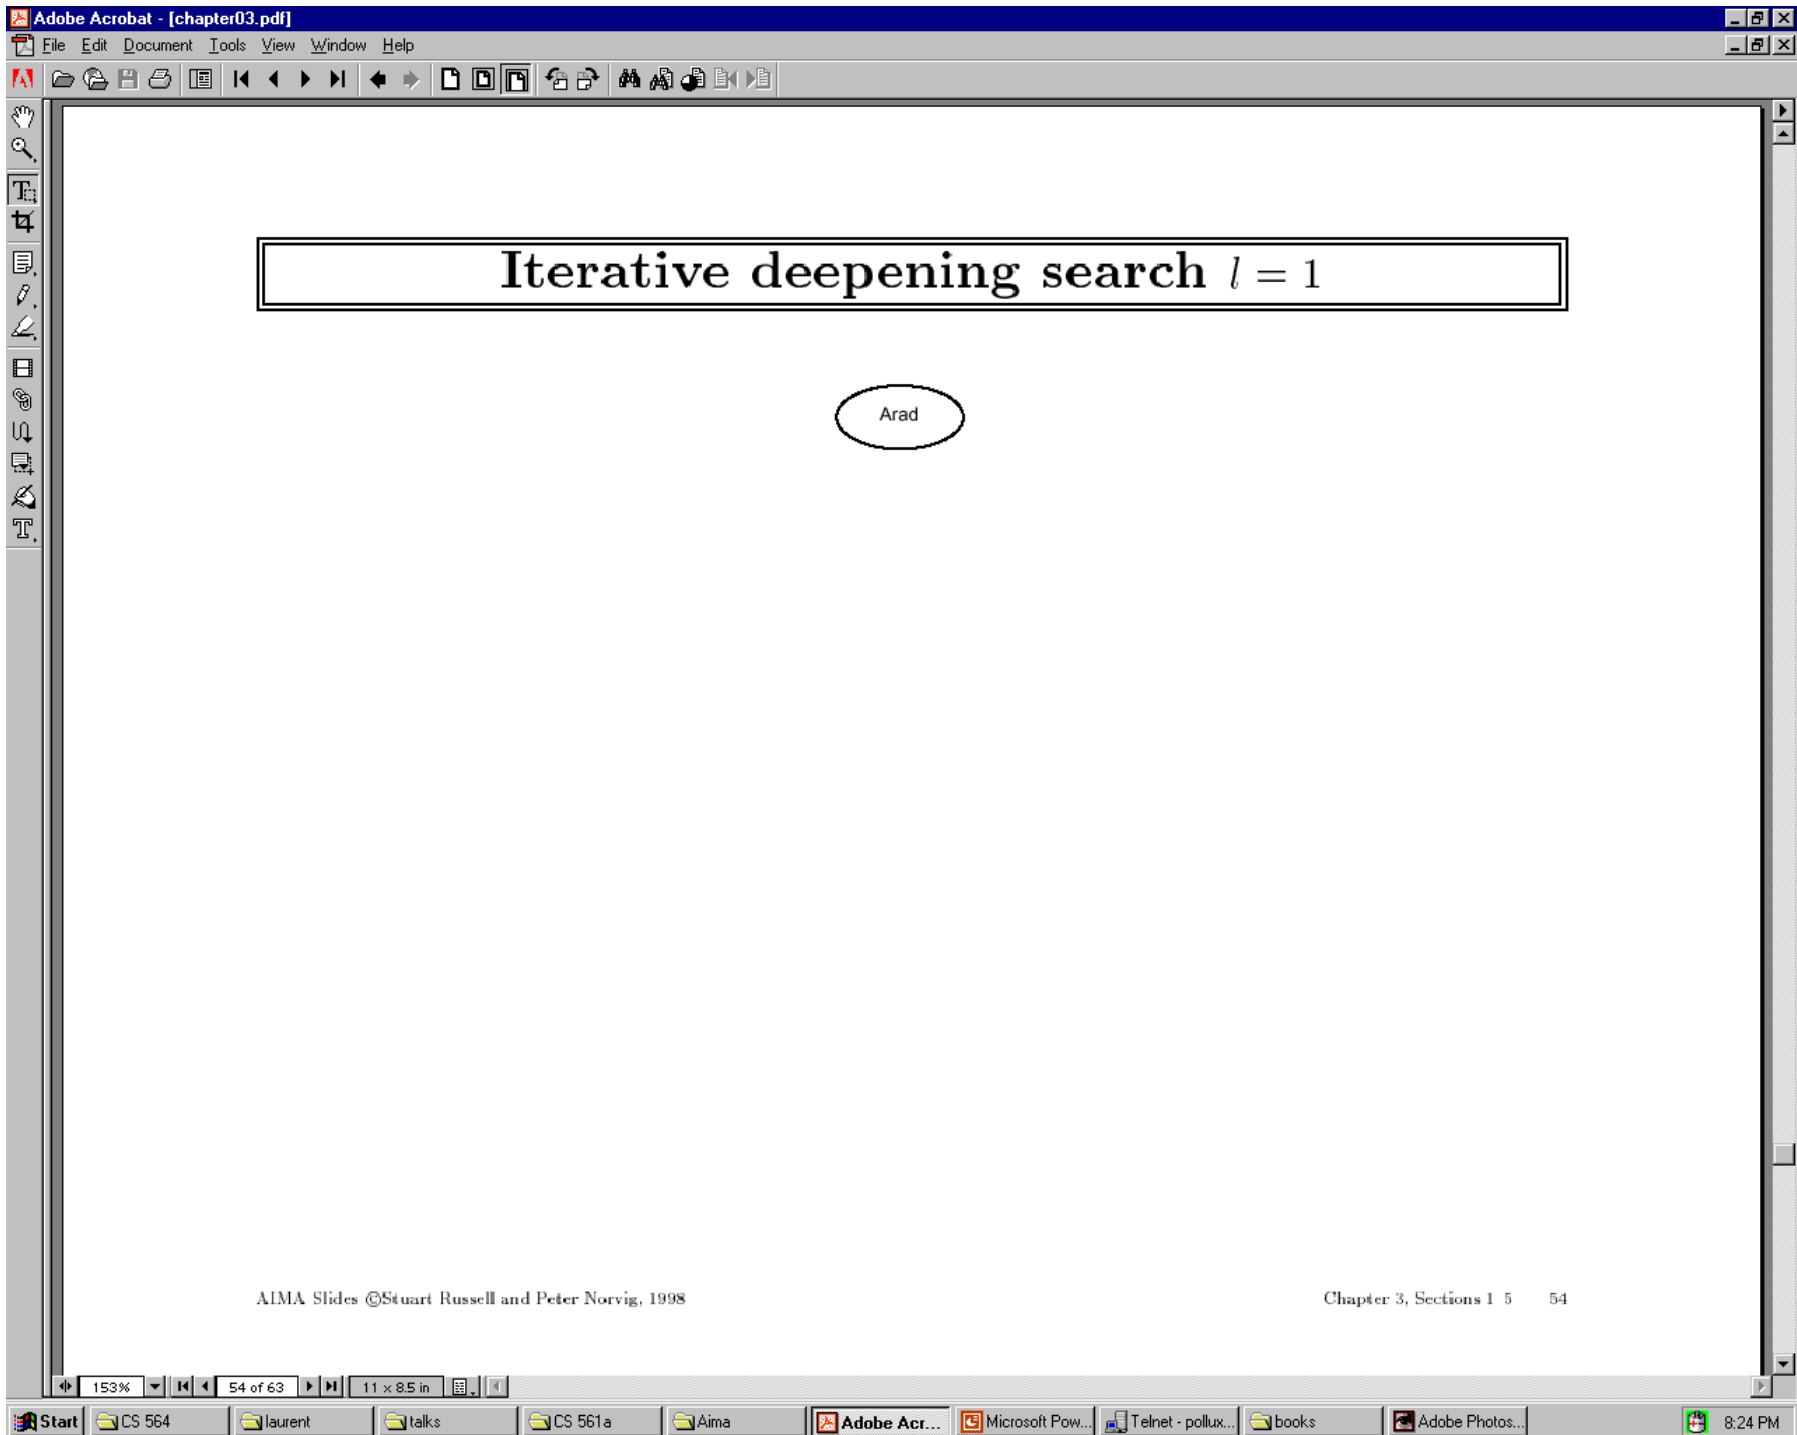 Adobe Acrobat - [chapter03.pdf]
File Edit Document Tools View Window Help
Iterative deepening search l = 1
Arad
AIMA Slides ©Stuart Russell and Peter Norvig, 1998
Chapter 3, Sections 1 5 54
153% 54 of 63 11 x 8.5 in
Start CS 564 laurent talks CS 561a Aima Adobe Acr... Microsoft Pow... Telnet - pollux... books Adobe Photos... 8:24 PM